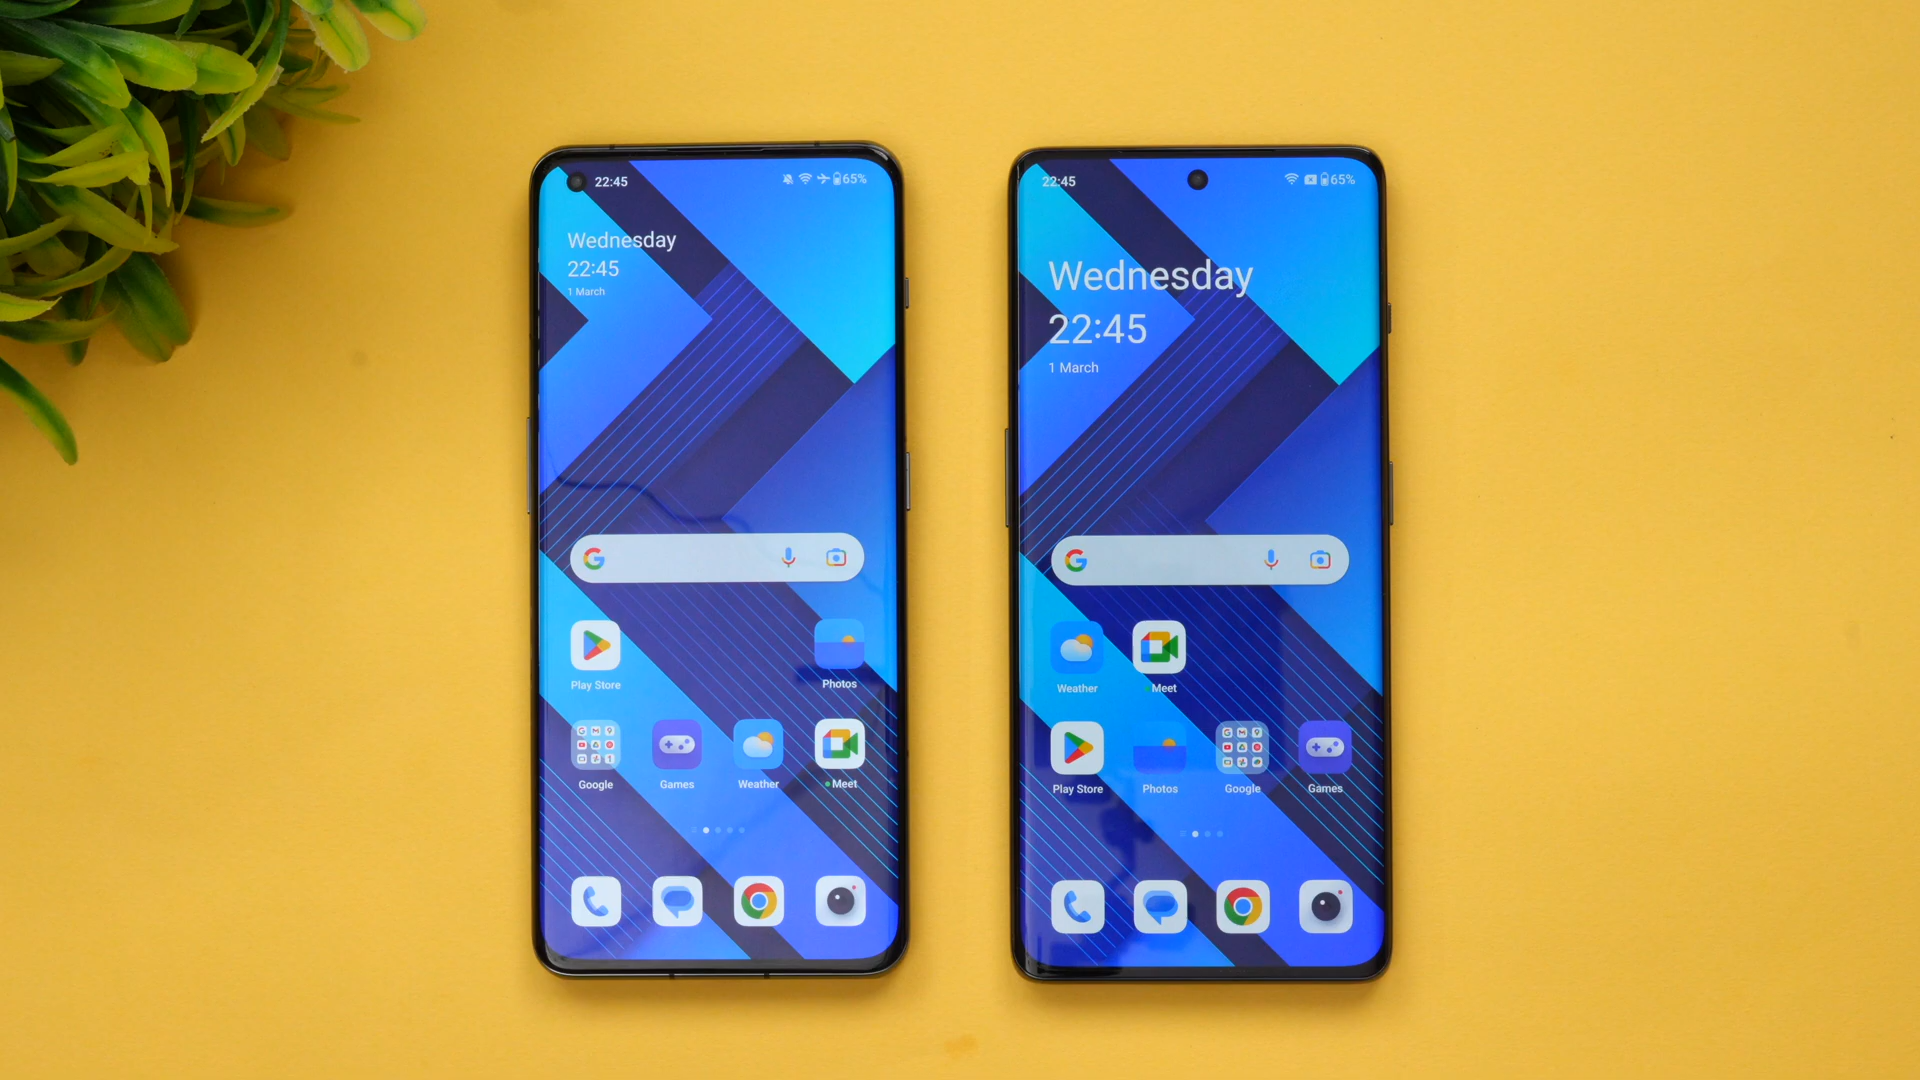 22:45
65%
Wednesday
22:45
1 March
Play Store
Photos
Google
Games
Weather
Meet
22:45
65%
Wednesday
22:45
1 March
Weather
Meet
Play Store
Photos
Google
Games